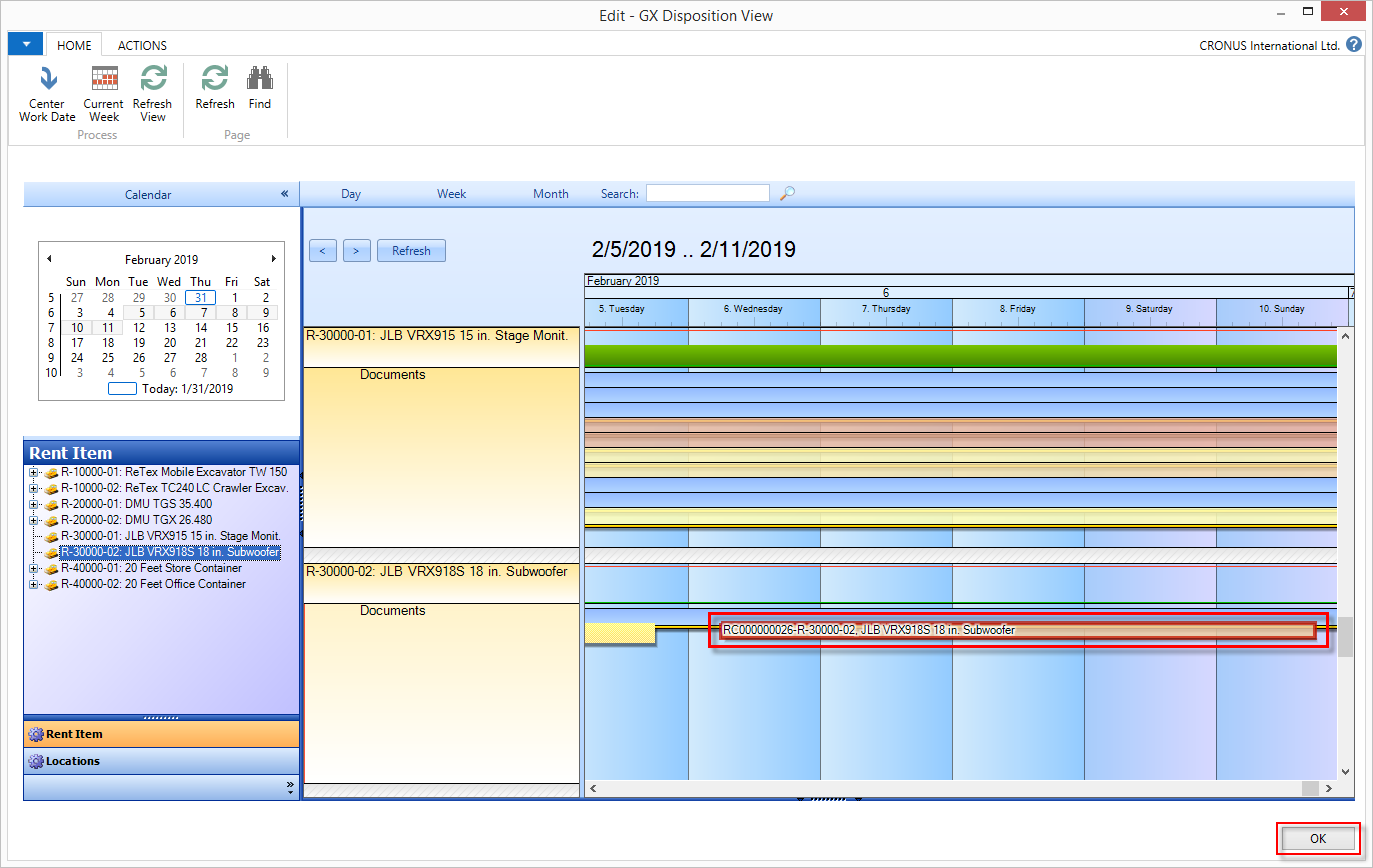 Edit - GX Disposition View
HOME
ACTIONS
CRONUS International Ltd.
?
Center Work Date
Current Week
Refresh View
Process
Refresh
Find
Page
Calendar
«
Day
Week
Month
Search:
February 2019
Sun Mon Tue Wed Thu Fri Sat
5 27 28 29 30 31 1 2
6 3 4 5 6 7 8 9
7 10 11 12 13 14 15 16
8 17 18 19 20 21 22 23
9 24 25 26 27 28 1 2
10 3 4 5 6 7 8 9
Today: 1/31/2019
<
>
Refresh
2/5/2019 .. 2/11/2019
February 2019
6
7
5. Tuesday
6. Wednesday
7. Thursday
8. Friday
9. Saturday
10. Sunday
R-30000-01: JLB VRX915 15 in. Stage Monit.
Documents
R-30000-02: JLB VRX918S 18 in. Subwoofer
Documents
RC000000026-R-30000-02, JLB VRX918S 18 in. Subwoofer
Rent Item
R-10000-01: ReTex Mobile Excavator TW 150
R-10000-02: ReTex TC240 LC Crawler Excav.
R-20000-01: DMU TGS 35.400
R-20000-02: DMU TGX 26.480
R-30000-01: JLB VRX915 15 in. Stage Monit.
R-30000-02: JLB VRX918S 18 in. Subwoofer
R-40000-01: 20 Feet Store Container
R-40000-02: 20 Feet Office Container
Rent Item
Locations
»
OK